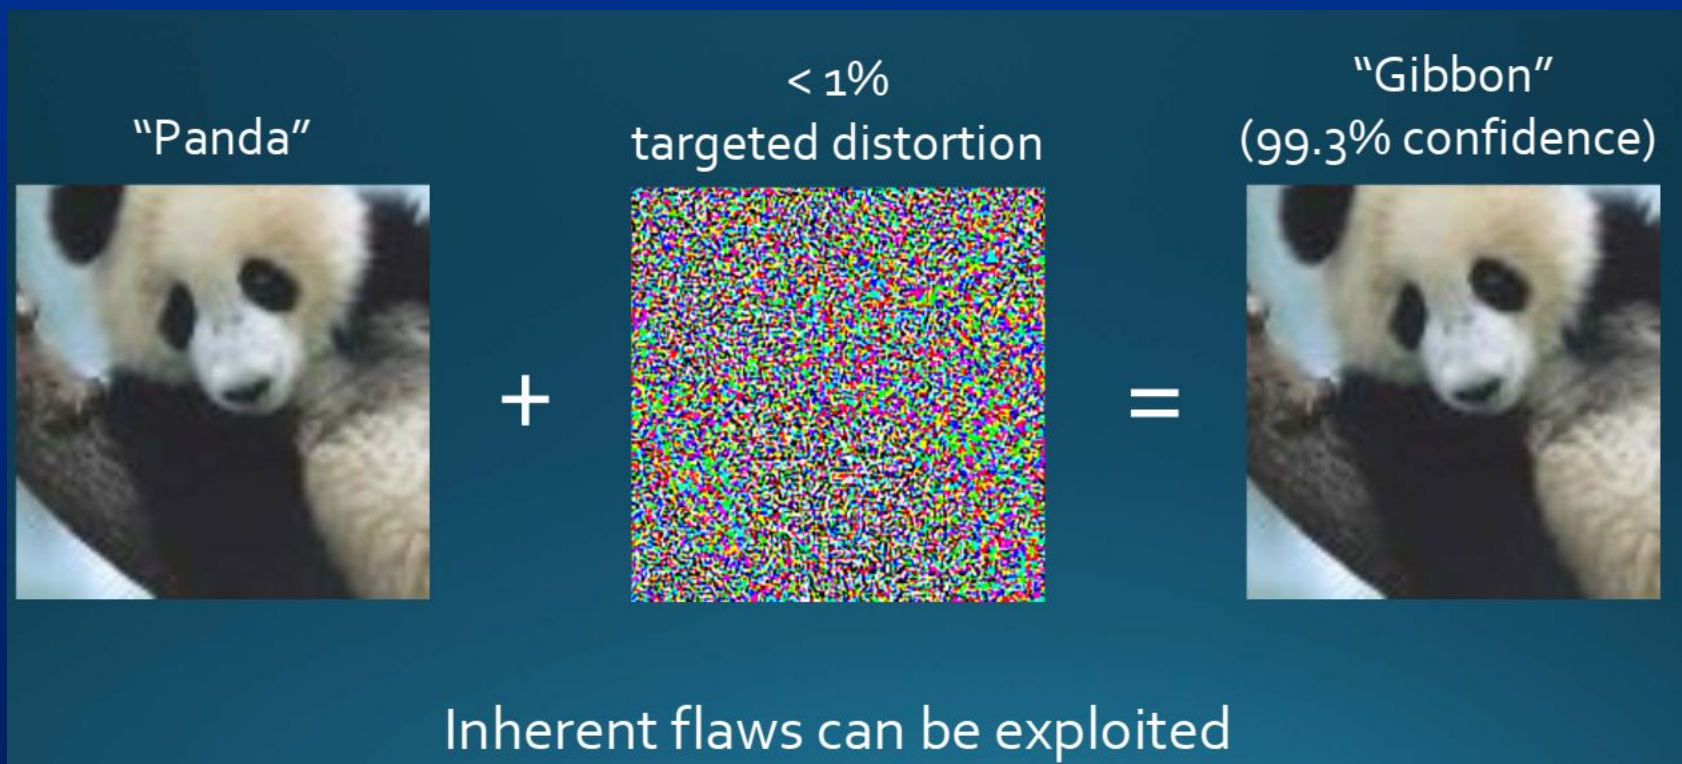 “Panda”
+
< 1%
targeted distortion
=
“Gibbon”
(99.3% confidence)
Inherent flaws can be exploited